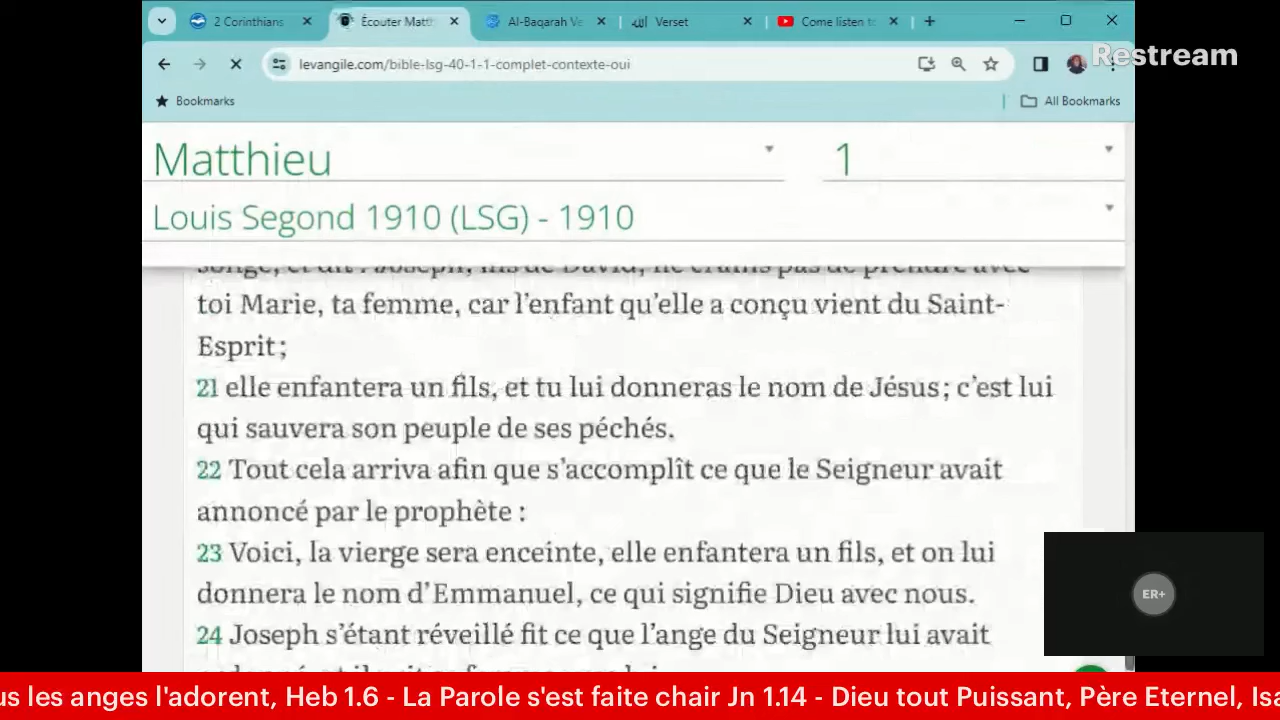 2 Corinthians
Écouter Matt
Al-Baqarah Ve
Verset
Come listen t
levangile.com/bible-lsg-40-1-1-complet-contexte-oui
Restream
Bookmarks
All Bookmarks
Matthieu
1
Louis Segond 1910 (LSG) - 1910
toi Marie, ta femme, car l'enfant qu'elle a conçu vient du Saint-
Esprit;
21 elle enfantera un fils, et tu lui donneras le nom de Jésus; c'est lui
qui sauvera son peuple de ses péchés.
22 Tout cela arriva afin que s'accomplît ce que le Seigneur avait
annoncé par le prophète :
23 Voici, la vierge sera enceinte, elle enfantera un fils, et on lui
donnera le nom d'Emmanuel, ce qui signifie Dieu avec nous.
24 Joseph s'étant réveillé fit ce que l'ange du Seigneur lui avait
ER+
us les anges l'adorent, Heb 1.6 - La Parole s'est faite chair Jn 1.14 - Dieu tout Puissant, Père Eternel, Isa